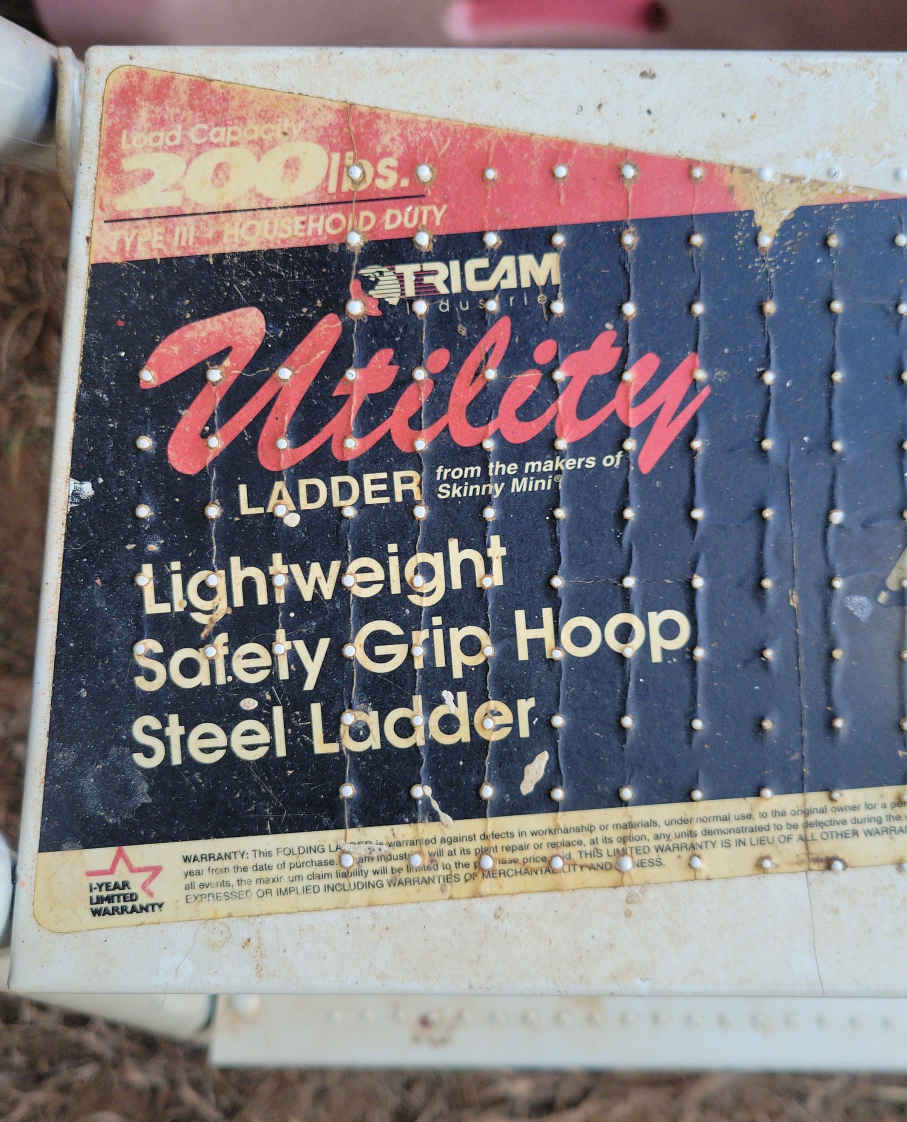 Load Capacity
200 lbs.
TYPE III - HOUSEHOLD DUTY
TRICAM
Industries
Utility
LADDER
from the makers of
Skinny Mini®
Lightweight
Safety Grip Hoop
Steel Ladder
1-YEAR
LIMITED
WARRANTY
WARRANTY: This FOLDING LADDER warranted against defects in workmanship or materials, under normal use, to the original owner for a
year from the date of purchase. industries will at its plant repair or replace, at its option, any units demonstrated to be defective during the
all events, the maximum claim liability will be limited to the purchase price THIS LIMITED WARRANTY IS IN LIEU OF ALL OTHER
EXPRESSED OR IMPLIED INCLUDING WARRANTIES OF MERCHANTABILITY AND